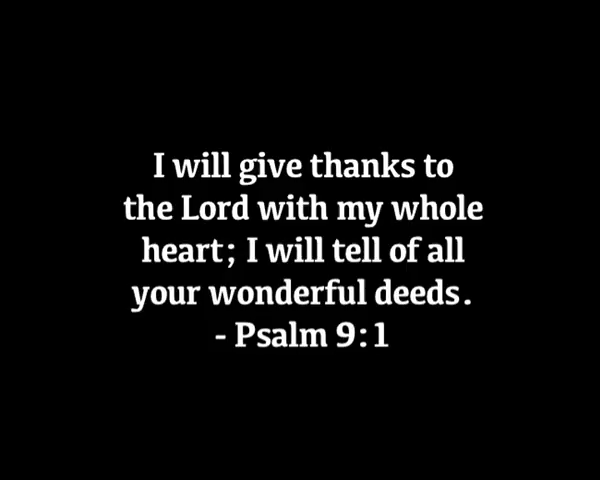 I will give thanks to
the Lord with my whole
heart; I will tell of all
your wonderful deeds.
- Psalm 9:1